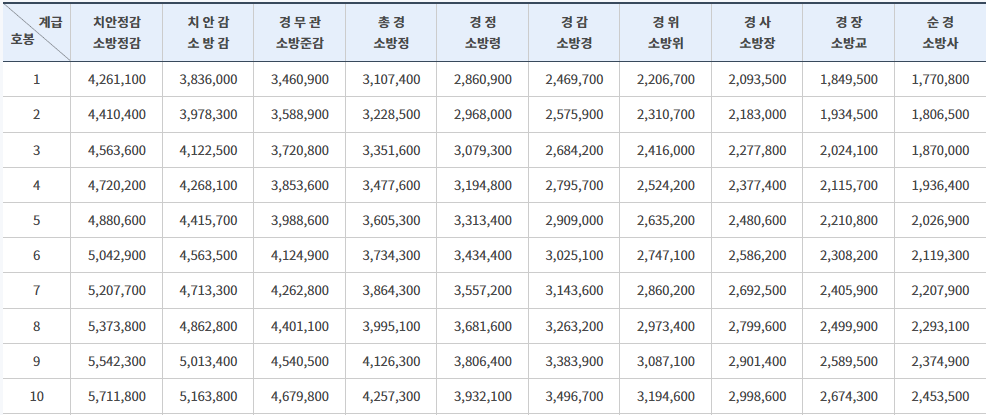 계급 치안정감 치 안 감 경 무 관 총 경 경 정 경 감 경 위 경 사 경 장 순 경
호봉 소방정감 소 방 감 소방준감 소방정 소방령 소방경 소방위 소방장 소방교 소방사
1 4,261,100 3,836,000 3,460,900 3,107,400 2,860,900 2,469,700 2,206,700 2,093,500 1,849,500 1,770,800
2 4,410,400 3,978,300 3,588,900 3,228,500 2,968,000 2,575,900 2,310,700 2,183,000 1,934,500 1,806,500
3 4,563,600 4,122,500 3,720,800 3,351,600 3,079,300 2,684,200 2,416,000 2,277,800 2,024,100 1,870,000
4 4,720,200 4,268,100 3,853,600 3,477,600 3,194,800 2,795,700 2,524,200 2,377,400 2,115,700 1,936,400
5 4,880,600 4,415,700 3,988,600 3,605,300 3,313,400 2,909,000 2,635,200 2,480,600 2,210,800 2,026,900
6 5,042,900 4,563,500 4,124,900 3,734,300 3,434,400 3,025,100 2,747,100 2,586,200 2,308,200 2,119,300
7 5,207,700 4,713,300 4,262,800 3,864,300 3,557,200 3,143,600 2,860,200 2,692,500 2,405,900 2,207,900
8 5,373,800 4,862,800 4,401,100 3,995,100 3,681,600 3,263,200 2,973,400 2,799,600 2,499,900 2,293,100
9 5,542,300 5,013,400 4,540,500 4,126,300 3,806,400 3,383,900 3,087,100 2,901,400 2,589,500 2,374,900
10 5,711,800 5,163,800 4,679,800 4,257,300 3,932,100 3,496,700 3,194,600 2,998,600 2,674,300 2,453,500